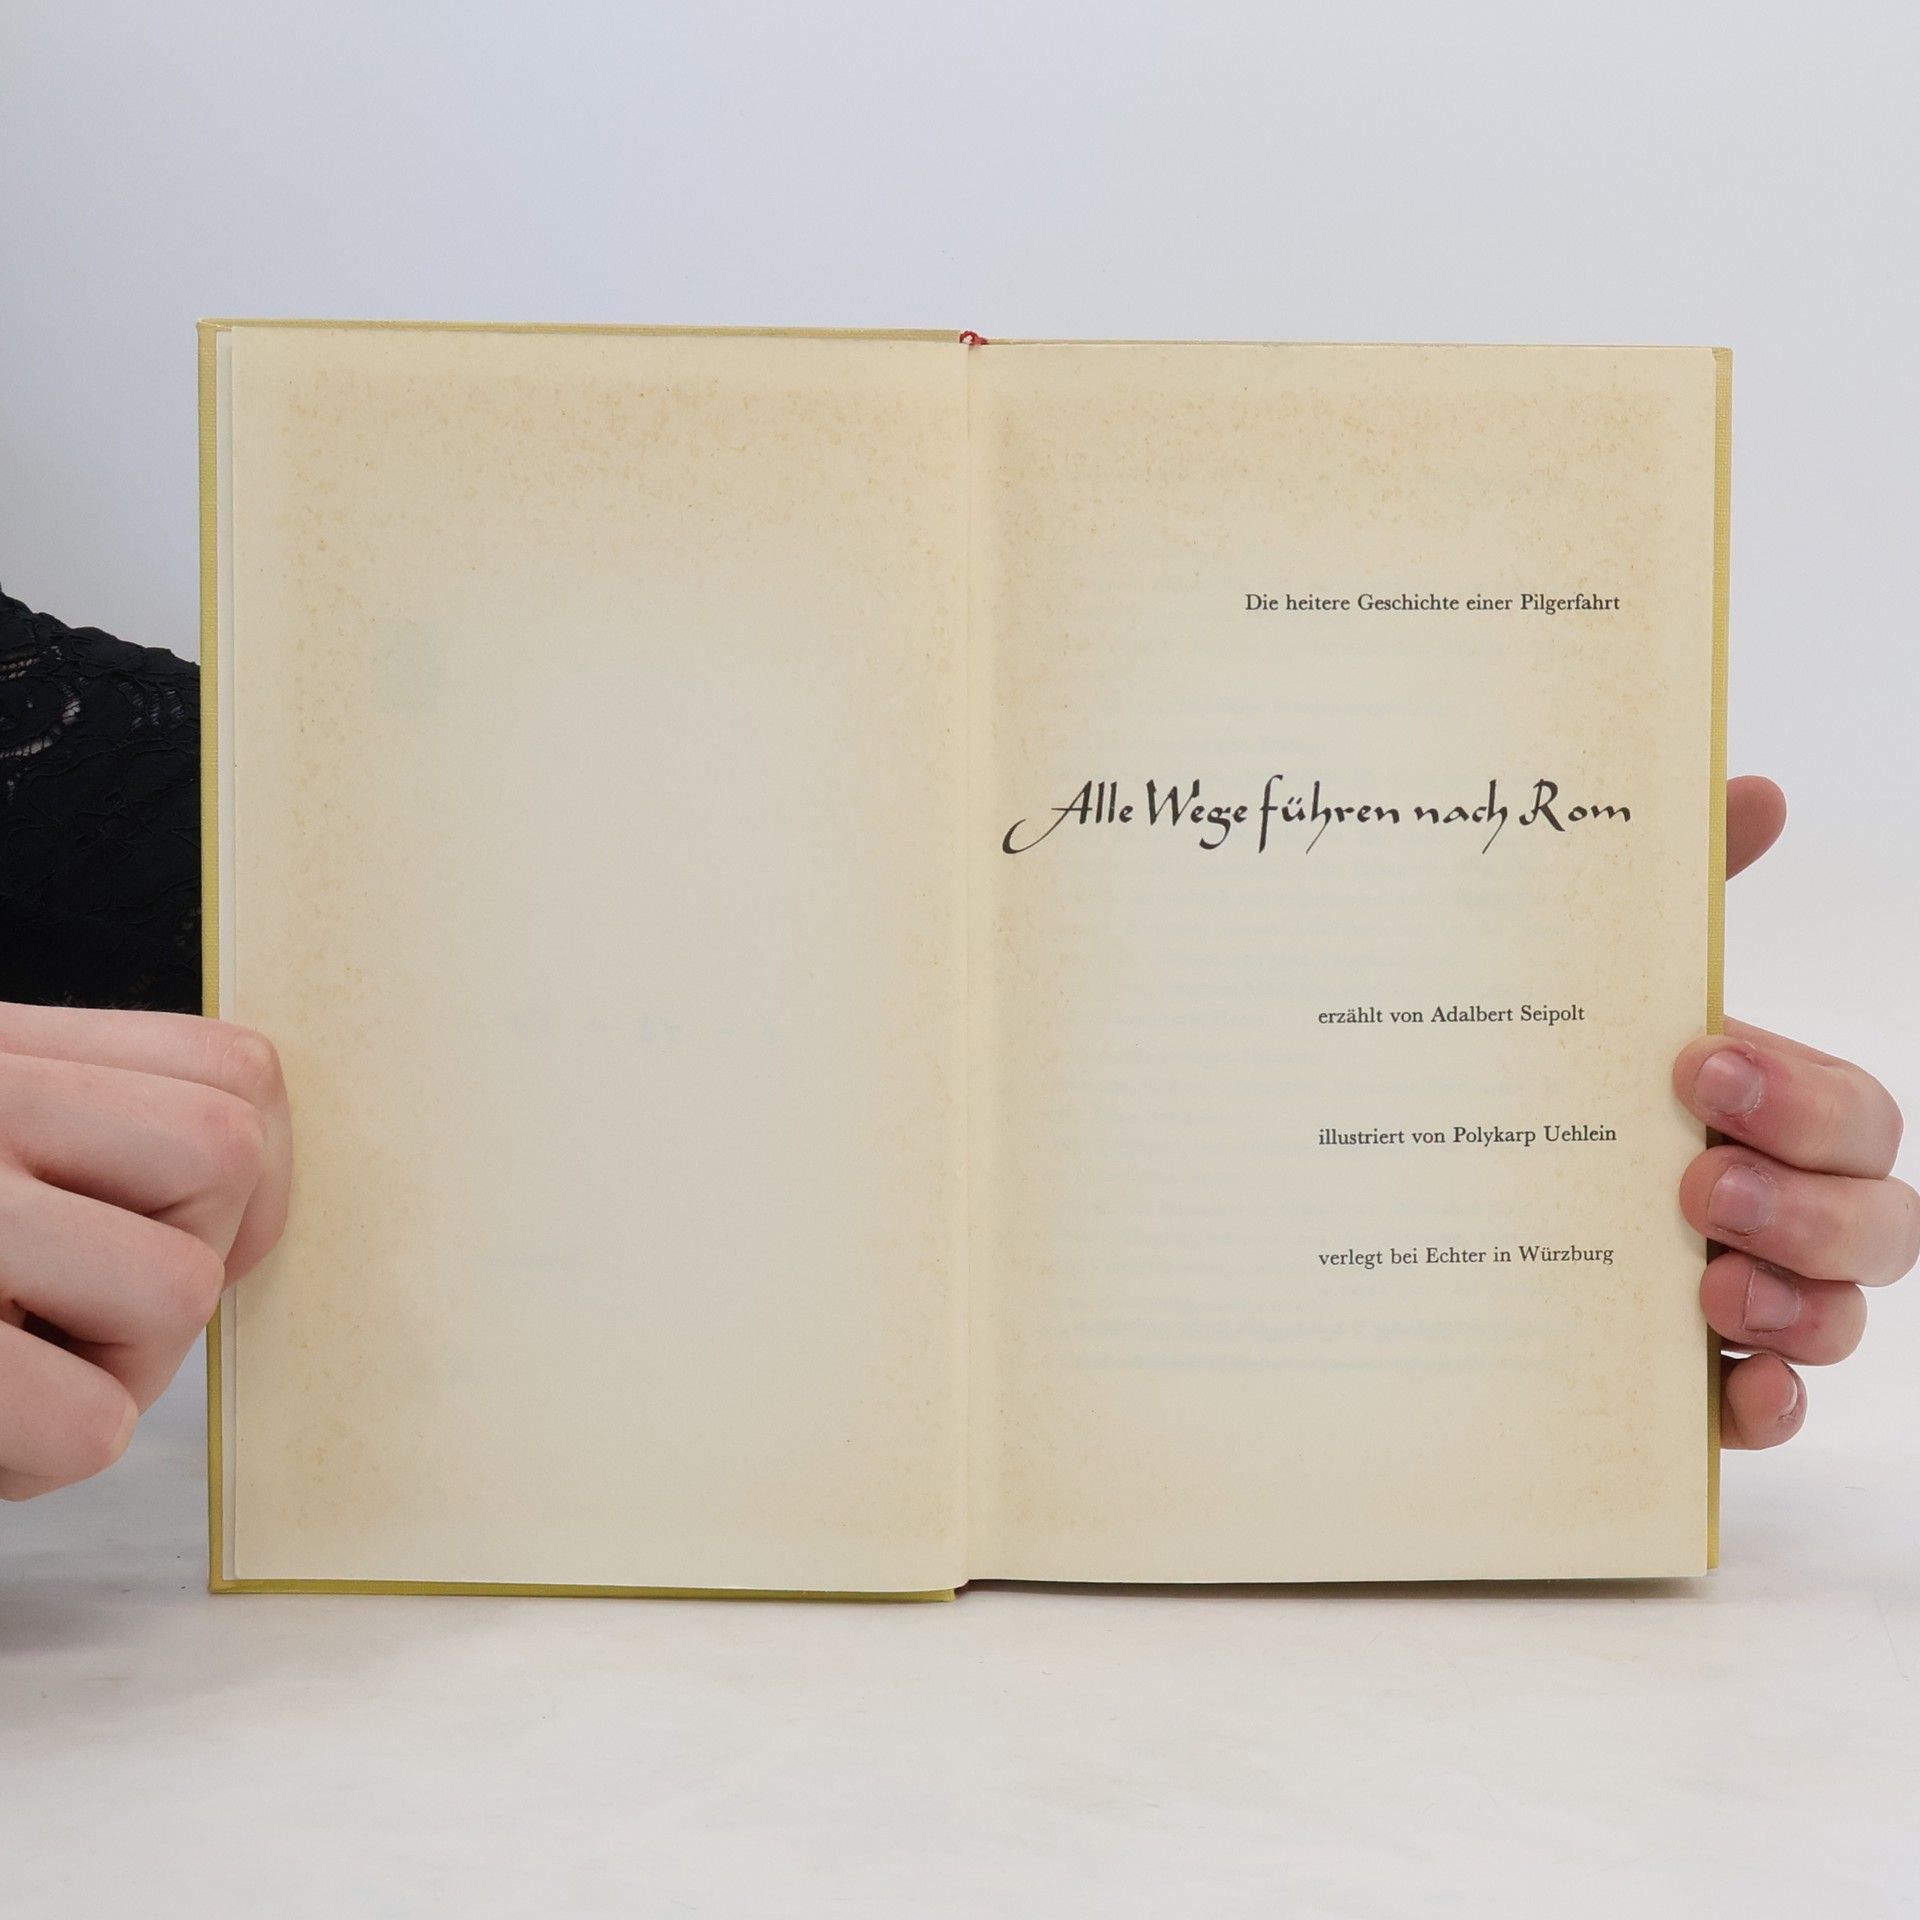 Die heitere Geschichte einer Pilgerfahrt
Alle Wege führen nach Rom
erzählt von Adalbert Seipolt
illustriert von Polykarp Uehlein
verlegt bei Echter in Würzburg